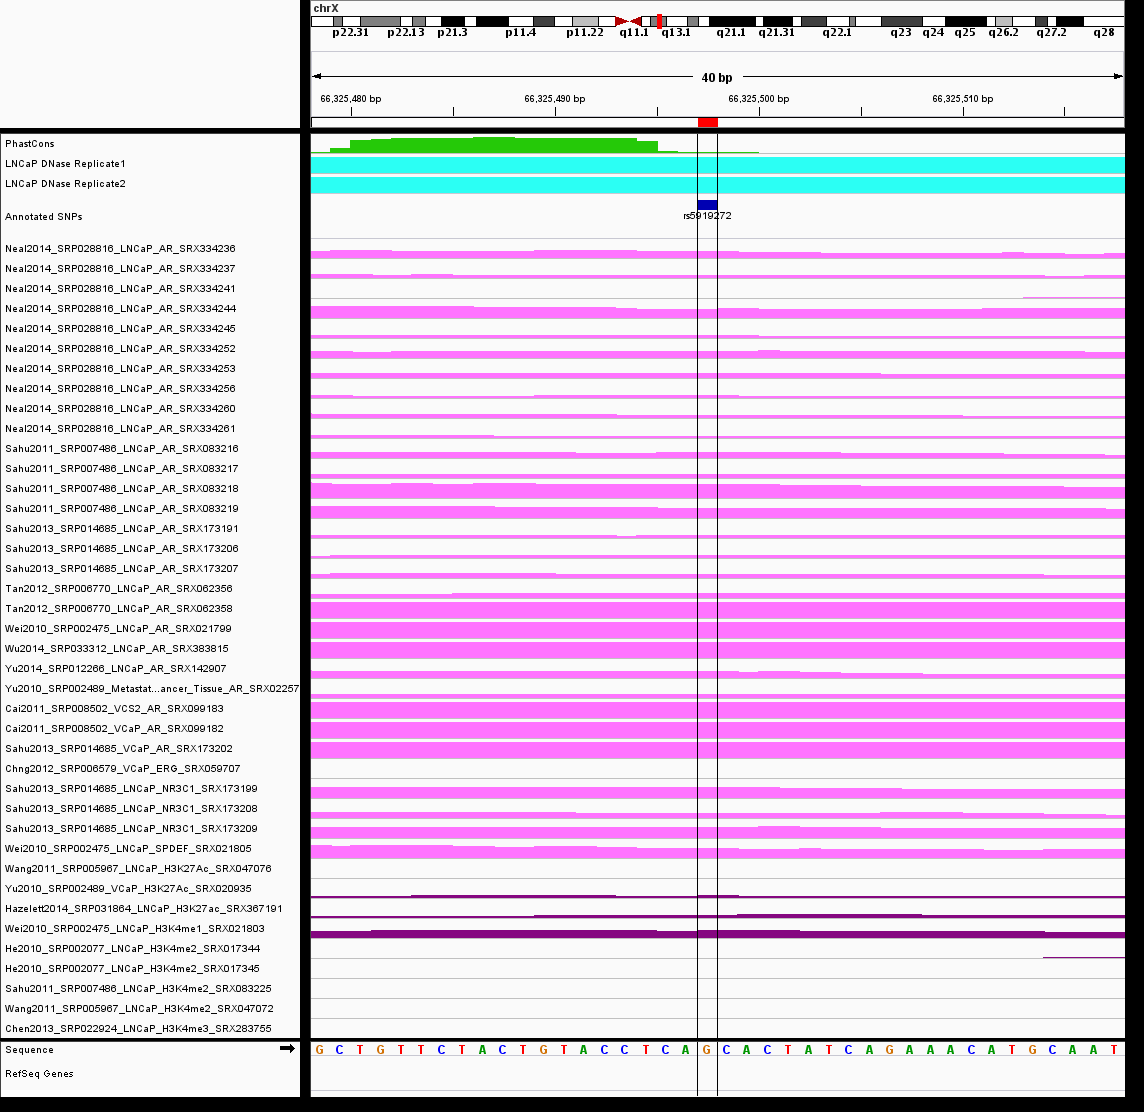 chrX
p22.31 p22.13 p21.3 p11.4 p11.22 q11.1 q13.1 q21.1 q21.31 q22.1 q23 q24 q25 q26.2 q27.2 q28
40 bp
66,325,480 bp 66,325,490 bp 66,325,500 bp 66,325,510 bp
PhastCons
LNCaP DNase Replicate1
LNCaP DNase Replicate2
Annotated SNPs
rs5919272
Neal2014_SRP028816_LNCaP_AR_SRX334236
Neal2014_SRP028816_LNCaP_AR_SRX334237
Neal2014_SRP028816_LNCaP_AR_SRX334241
Neal2014_SRP028816_LNCaP_AR_SRX334244
Neal2014_SRP028816_LNCaP_AR_SRX334245
Neal2014_SRP028816_LNCaP_AR_SRX334252
Neal2014_SRP028816_LNCaP_AR_SRX334253
Neal2014_SRP028816_LNCaP_AR_SRX334256
Neal2014_SRP028816_LNCaP_AR_SRX334260
Neal2014_SRP028816_LNCaP_AR_SRX334261
Sahu2011_SRP007486_LNCaP_AR_SRX083216
Sahu2011_SRP007486_LNCaP_AR_SRX083217
Sahu2011_SRP007486_LNCaP_AR_SRX083218
Sahu2011_SRP007486_LNCaP_AR_SRX083219
Sahu2013_SRP014685_LNCaP_AR_SRX173191
Sahu2013_SRP014685_LNCaP_AR_SRX173206
Sahu2013_SRP014685_LNCaP_AR_SRX173207
Tan2012_SRP006770_LNCaP_AR_SRX062356
Tan2012_SRP006770_LNCaP_AR_SRX062358
Wei2010_SRP002475_LNCaP_AR_SRX021799
Wu2014_SRP033312_LNCaP_AR_SRX383815
Yu2014_SRP012266_LNCaP_AR_SRX142907
Yu2010_SRP002489_Metastat...ancer_Tissue_AR_SRX02257
Cai2011_SRP008502_VCS2_AR_SRX099183
Cai2011_SRP008502_VCaP_AR_SRX099182
Sahu2013_SRP014685_VCaP_AR_SRX173202
Chng2012_SRP006579_VCaP_ERG_SRX059707
Sahu2013_SRP014685_LNCaP_NR3C1_SRX173199
Sahu2013_SRP014685_LNCaP_NR3C1_SRX173208
Sahu2013_SRP014685_LNCaP_NR3C1_SRX173209
Wei2010_SRP002475_LNCaP_SPDEF_SRX021805
Wang2011_SRP005967_LNCaP_H3K27Ac_SRX047076
Yu2010_SRP002489_VCaP_H3K27Ac_SRX020935
Hazelett2014_SRP031864_LNCaP_H3K27ac_SRX367191
Wei2010_SRP002475_LNCaP_H3K4me1_SRX021803
He2010_SRP002077_LNCaP_H3K4me2_SRX017344
He2010_SRP002077_LNCaP_H3K4me2_SRX017345
Sahu2011_SRP007486_LNCaP_H3K4me2_SRX083225
Wang2011_SRP005967_LNCaP_H3K4me2_SRX047072
Chen2013_SRP022924_LNCaP_H3K4me3_SRX283755
Sequence G C T G T T C T A C T G T A C C T C A G C A C T A T C A G A A A C A T G C A A T
RefSeq Genes